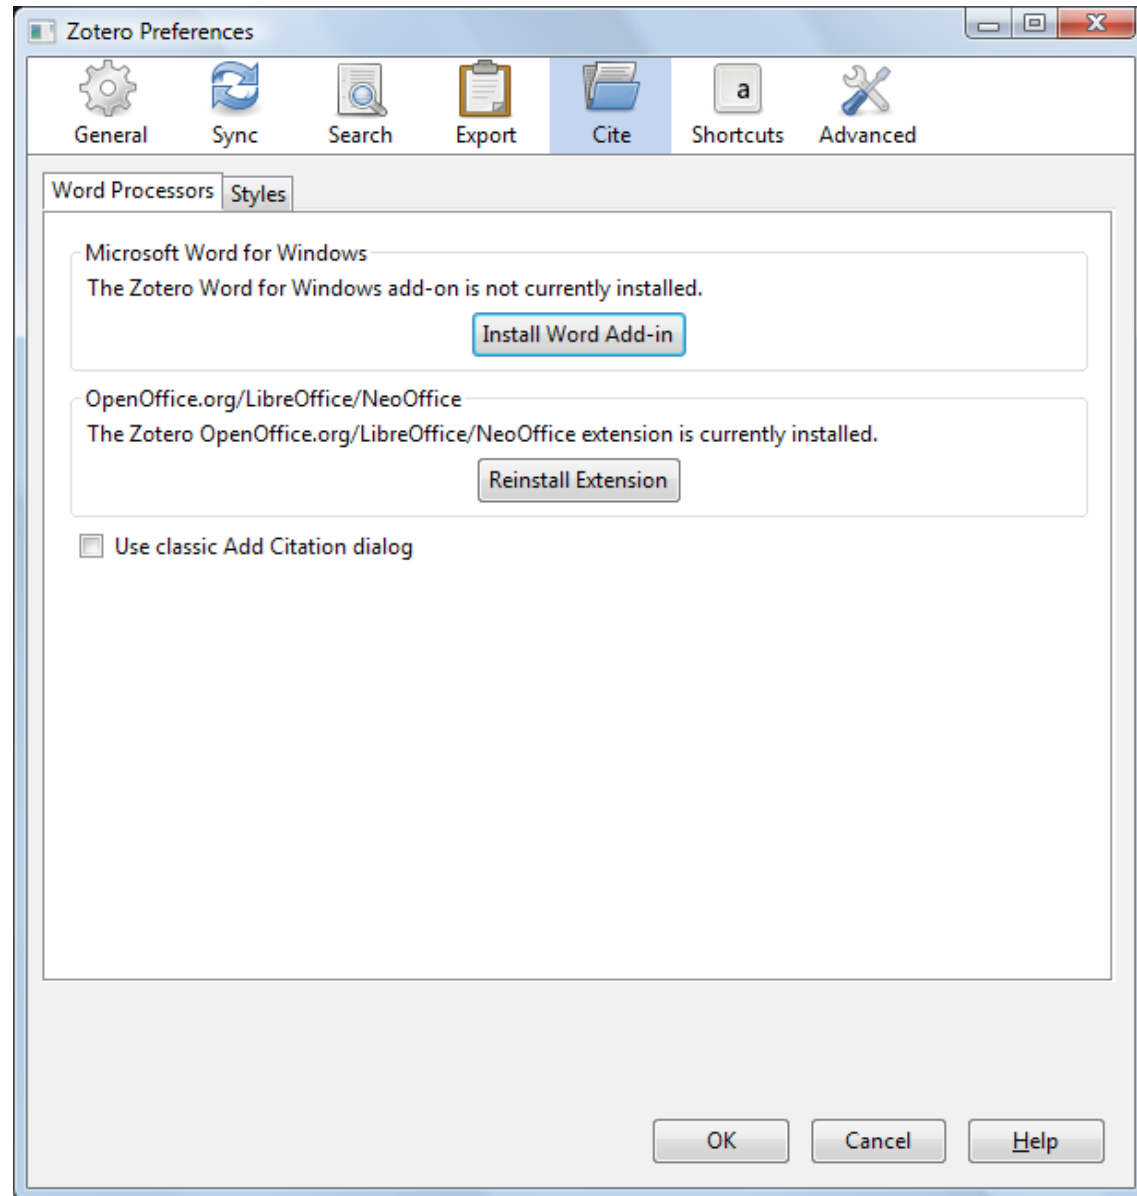 Zotero Preferences
General Sync Search Export Cite a Shortcuts Advanced
Word Processors Styles
Microsoft Word for Windows
The Zotero Word for Windows add-on is not currently installed.
Install Word Add-in
OpenOffice.org/LibreOffice/NeoOffice
The Zotero OpenOffice.org/LibreOffice/NeoOffice extension is currently installed.
Reinstall Extension
Use classic Add Citation dialog
OK Cancel Help